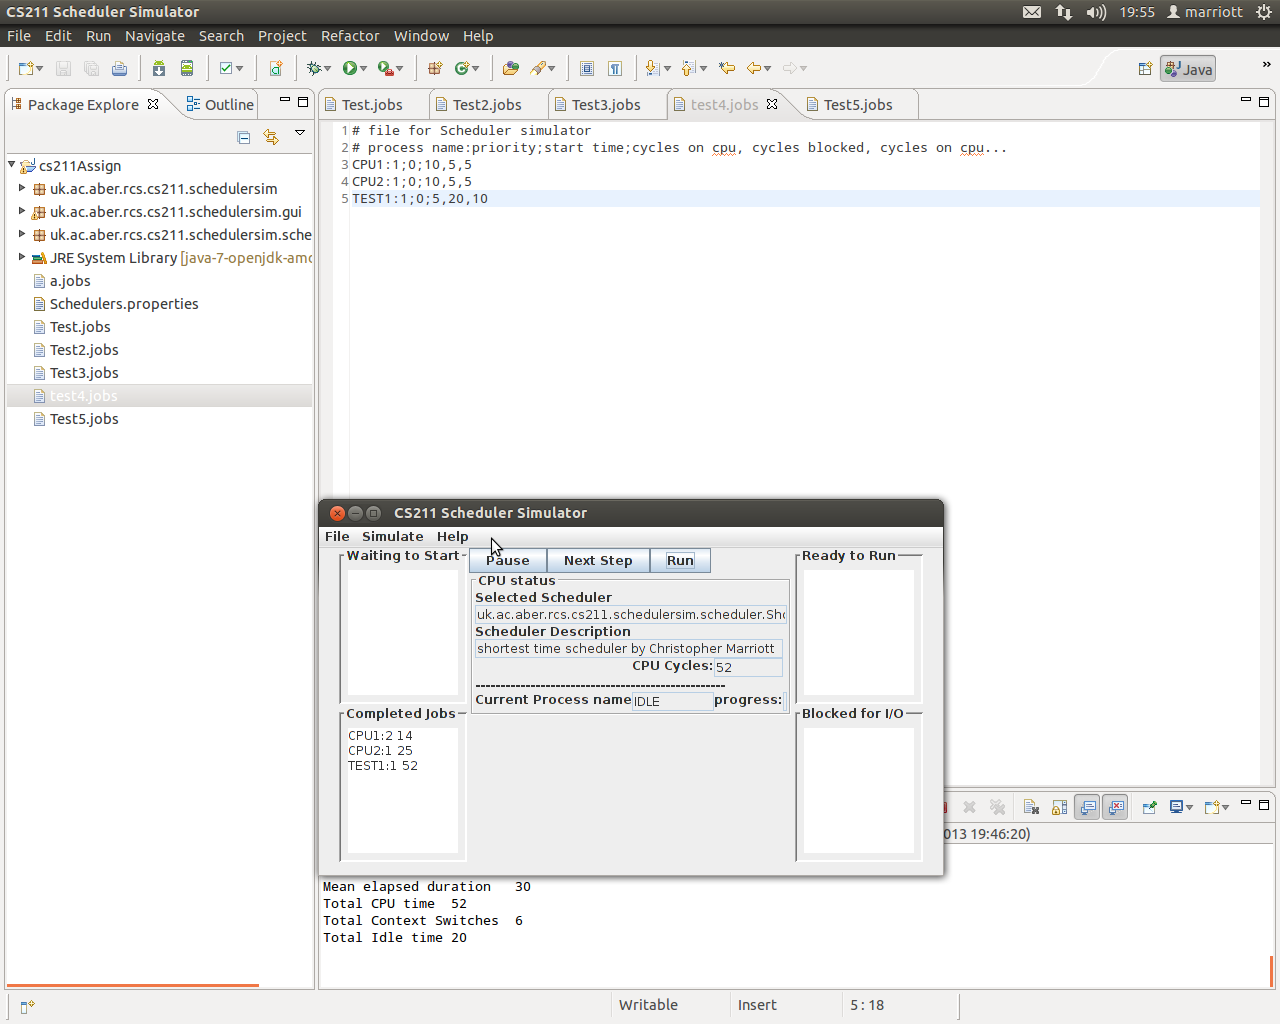 CS211 Scheduler Simulator
19:55 marriott
File Edit Run Navigate Search Project Refactor Window Help
Java
Package Explore
Outline
cs211Assign
uk.ac.aber.rcs.cs211.schedulersim
uk.ac.aber.rcs.cs211.schedulersim.gui
uk.ac.aber.rcs.cs211.schedulersim.sche
JRE System Library [java-7-openjdk-amd
a.jobs
Schedulers.properties
Test.jobs
Test2.jobs
Test3.jobs
test4.jobs
Test5.jobs
Test.jobs Test2.jobs Test3.jobs test4.jobs Test5.jobs
1 # file for Scheduler simulator
2 # process name:priority;start time;cycles on cpu, cycles blocked, cycles on cpu...
3 CPU1:1;0;10,5,5
4 CPU2:1;0;10,5,5
5 TEST1:1;0;5,20,10
CS211 Scheduler Simulator
File Simulate Help
Waiting to Start
Pause Next Step Run
Ready to Run
CPU status
Selected Scheduler
uk.ac.aber.rcs.cs211.schedulersim.scheduler.Sho
Scheduler Description
shortest time scheduler by Christopher Marriott
CPU Cycles: 52
--------------------------------------------------
Current Process name IDLE progress:
Completed Jobs
CPU1:2 14
CPU2:1 25
TEST1:1 52
Blocked for I/O
013 19:46:20)
Mean elapsed duration 30
Total CPU time 52
Total Context Switches 6
Total Idle time 20
Writable Insert 5 : 18